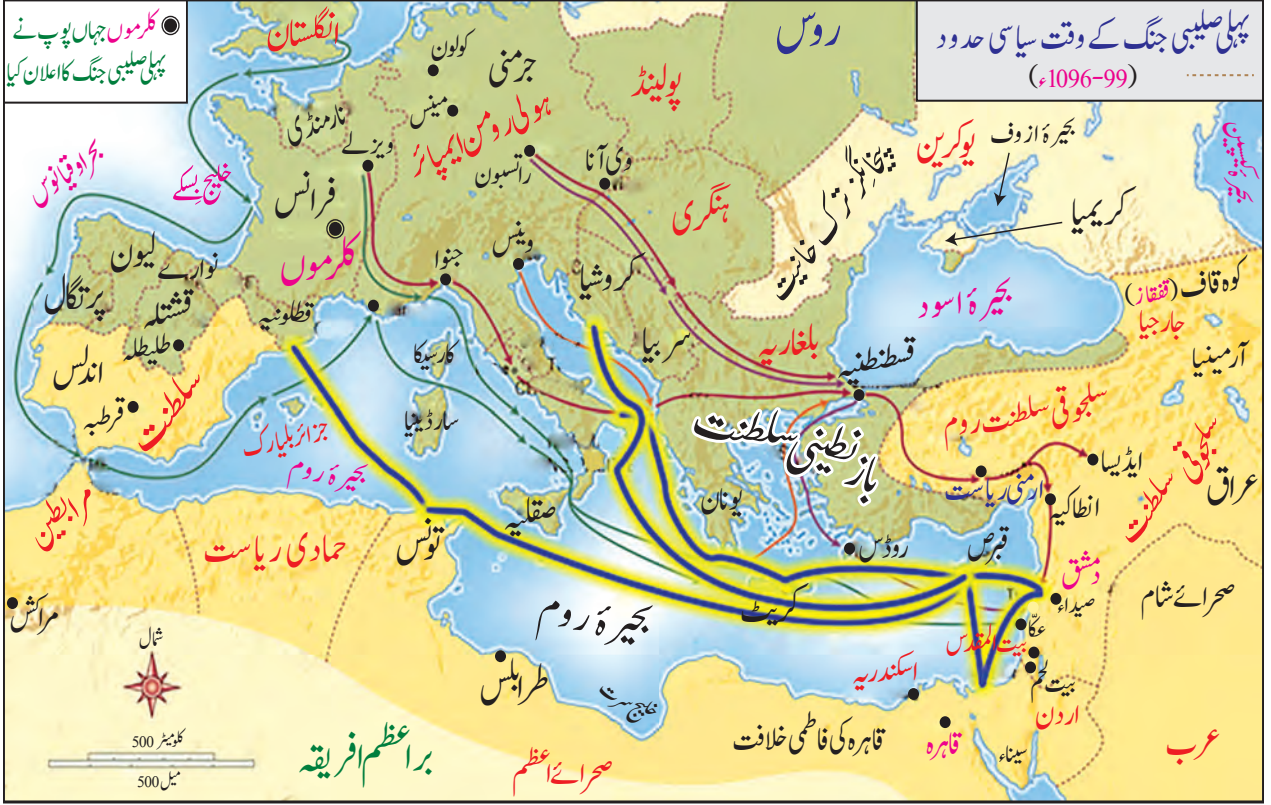 پہلی صلیبی جنگ کے وقت سیاسی حدود
(1096-99ء)
کلرموں جہاں پوپ نے
پہلی صلیبی جنگ کا اعلان کیا
انگلستان
کولون
جرمنی
مینس
ہولی رومن ایمپائر
پولینڈ
روس
یوکرین
بحیرۂ ازوف
کریمیا
نارمنڈی
ویزلے
راتسبون
وی آنا
ہنگری
بحر اوقیانوس
خلیج بسکے
فرانس
کلرموں
جنوا
وینس
کروشیا
سربیا
بلغاریہ
بحیرۂ اسود
کوہ قاف (قفقاز)
جارجیا
آرمینیا
لیون
نوارے
پرتگال
قشتلہ
قطلونیہ
طلیطلہ
اندلس
قرطبہ
سلطنت
مرابطین
کارسیکا
سارڈینیا
جزائر بلیارک
بحیرۂ روم
قسطنطنیہ
بازنطینی سلطنت
سلجوقی سلطنت روم
ایڈیسا
سلجوقی سلطنت
عراق
ارمنی ریاست
انطاکیہ
یونان
روڈس
قبرص
دمشق
صیداء
صحرائے شام
عکا
بیت المقدس
بیت لحم
اردن
صقلیہ
تونس
حمادی ریاست
مراکش
کریٹ
بحیرۂ روم
طرابلس
خلیج سرت
اسکندریہ
قاہرہ
قاہرہ کی فاطمی خلافت
سیناء
عرب
شمال
500 کلومیٹر
500 میل
براعظم افریقہ
صحرائے اعظم